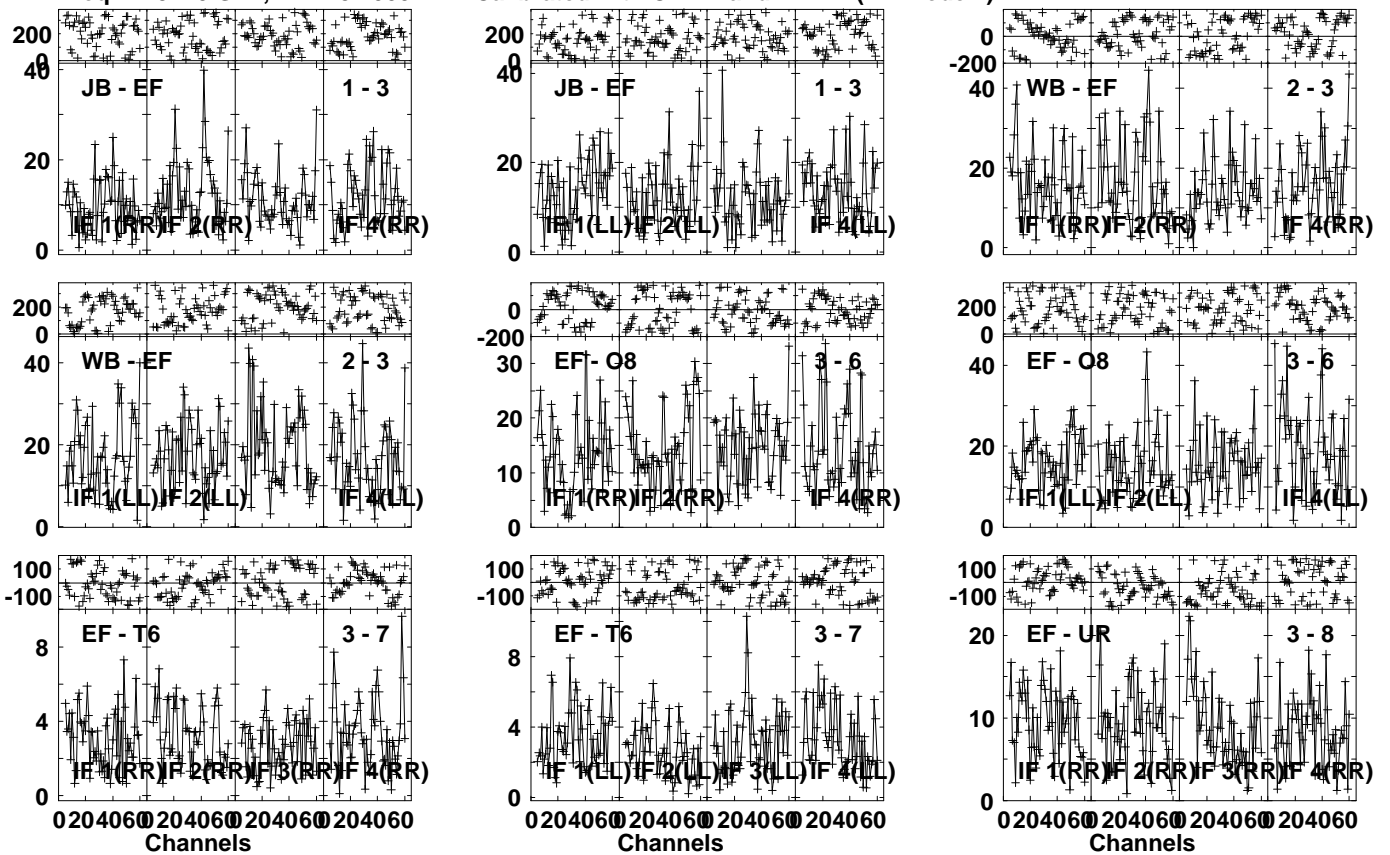 200
0
200
0
0
-200
40
20
0
JB - EF
1 - 3
IF 1(RR)
IF 2(RR)
IF 4(RR)
40
20
0
JB - EF
1 - 3
IF 1(LL)
IF 2(LL)
IF 4(LL)
40
20
0
WB - EF
2 - 3
IF 1(RR)
IF 2(RR)
IF 4(RR)
200
0
0
-200
200
0
40
20
0
WB - EF
2 - 3
IF 1(LL)
IF 2(LL)
IF 4(LL)
30
20
10
0
EF - O8
3 - 6
IF 1(RR)
IF 2(RR)
IF 4(RR)
40
20
0
EF - O8
3 - 6
IF 1(LL)
IF 2(LL)
IF 4(LL)
100
-100
100
-100
100
-100
8
4
0
EF - T6
3 - 7
IF 1(RR)
IF 2(RR)
IF 3(RR)
IF 4(RR)
8
4
0
EF - T6
3 - 7
IF 1(LL)
IF 2(LL)
IF 3(LL)
IF 4(LL)
20
10
0
EF - UR
3 - 8
IF 1(RR)
IF 2(RR)
IF 3(RR)
IF 4(RR)
0 20 40 60 0 20 40 60 0 20 40 60 0 20 40 60
Channels
0 20 40 60 0 20 40 60 0 20 40 60 0 20 40 60
Channels
0 20 40 60 0 20 40 60 0 20 40 60 0 20 40 60
Channels